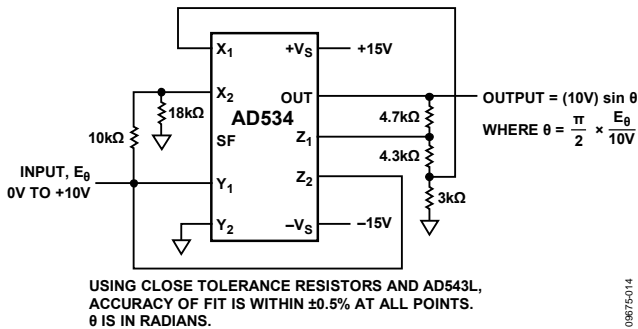 X1
+VS
+15V
X2
OUT
OUTPUT = (10V) sin θ
18kΩ
AD534
4.7kΩ
WHERE θ = π/2 × Eθ/10V
10kΩ
SF
Z1
4.3kΩ
INPUT, Eθ
0V TO +10V
Y1
Z2
3kΩ
Y2
–VS
–15V
USING CLOSE TOLERANCE RESISTORS AND AD543L,
ACCURACY OF FIT IS WITHIN ±0.5% AT ALL POINTS.
θ IS IN RADIANS.
09675-014